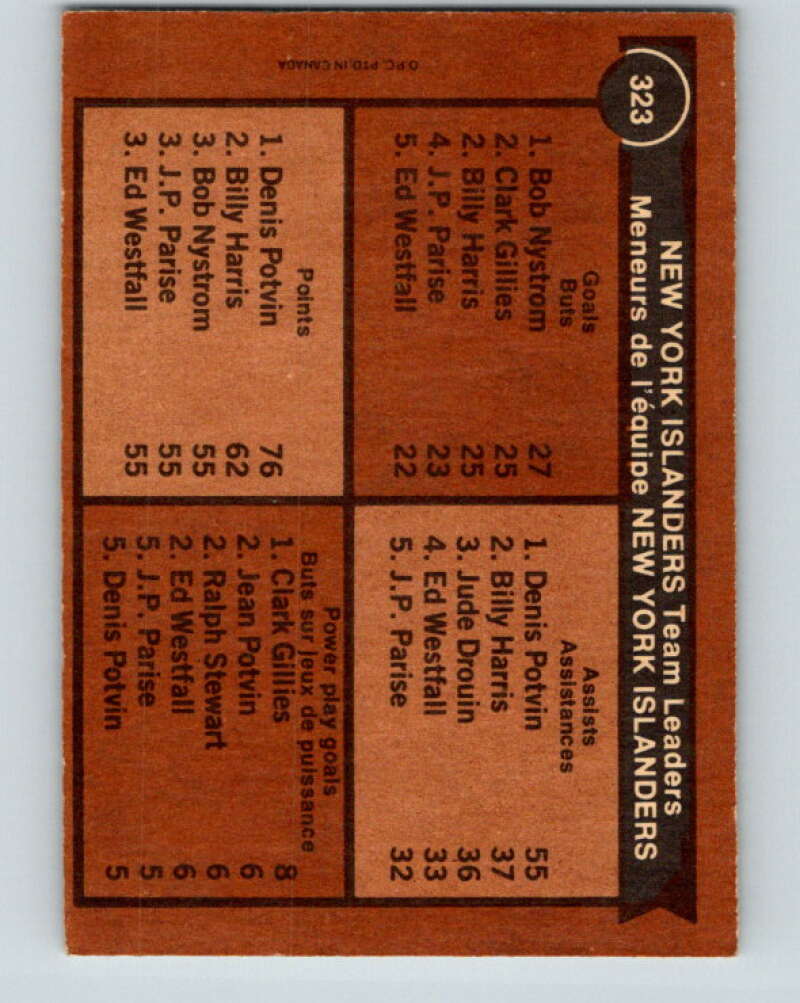 323
NEW YORK ISLANDERS Team Leaders
Meneurs de l'équipe NEW YORK ISLANDERS
Goals
Buts
1. Bob Nystrom 27
2. Clark Gillies 25
2. Billy Harris 25
4. J.P. Parise 23
5. Ed Westfall 22
Assists
Assistances
1. Denis Potvin 55
2. Billy Harris 37
3. Jude Drouin 36
4. Ed Westfall 33
5. J.P. Parise 32
Points
1. Denis Potvin 76
2. Billy Harris 62
3. Bob Nystrom 55
3. J.P. Parise 55
3. Ed Westfall 55
Power play goals
Buts sur jeux de puissance
1. Clark Gillies 8
2. Jean Potvin 6
2. Ralph Stewart 6
2. Ed Westfall 6
5. J.P. Parise 5
5. Denis Potvin 5
O.P.C. PTD. IN CANADA